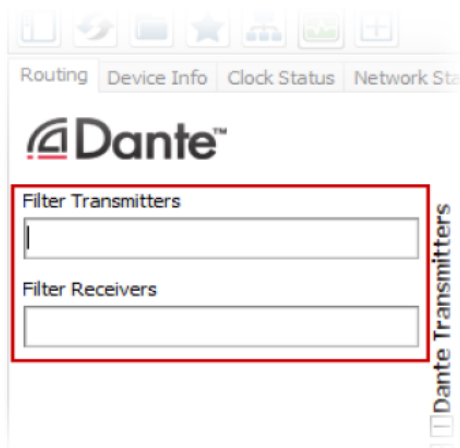 Routing Device Info Clock Status Network Sta
Dante™
Filter Transmitters
Filter Receivers
Dante Transmitters